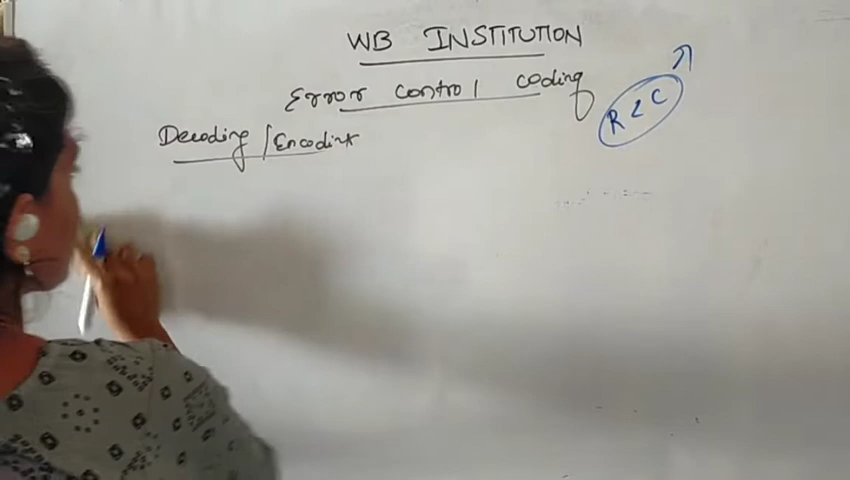 WB INSTITUTION
Error control coding
R < C
Decoding / Encoding